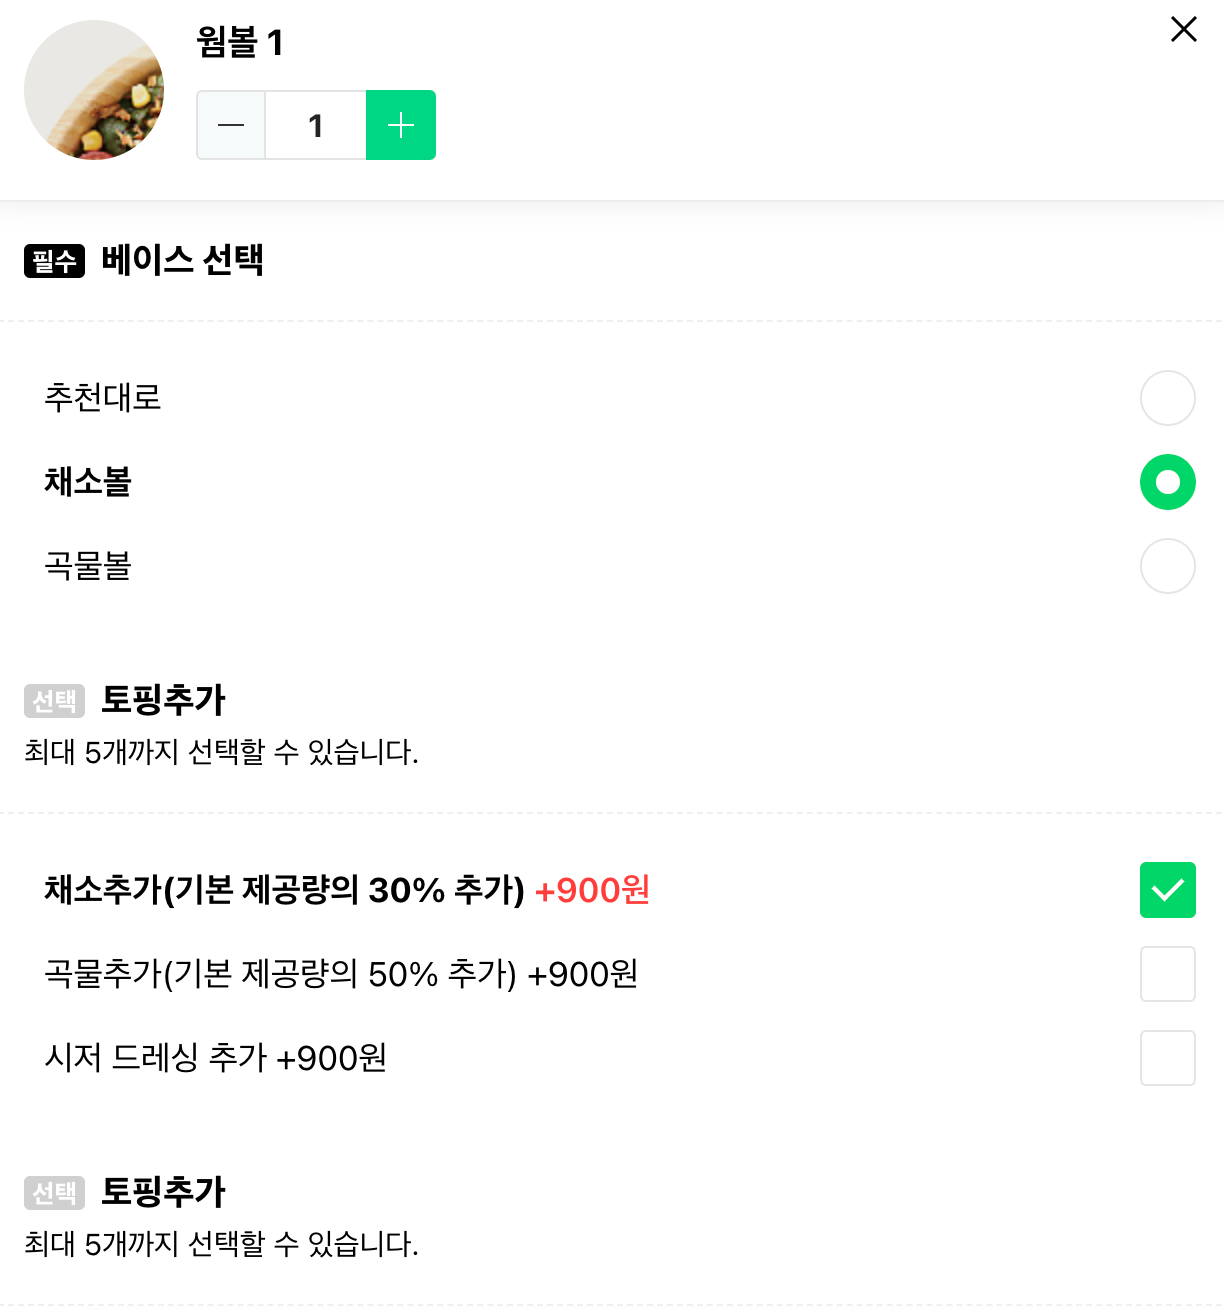 웜볼 1
1
필수 베이스 선택
추천대로
채소볼
곡물볼
선택 토핑추가
최대 5개까지 선택할 수 있습니다.
채소추가(기본 제공량의 30% 추가) +900원
곡물추가(기본 제공량의 50% 추가) +900원
시저 드레싱 추가 +900원
선택 토핑추가
최대 5개까지 선택할 수 있습니다.